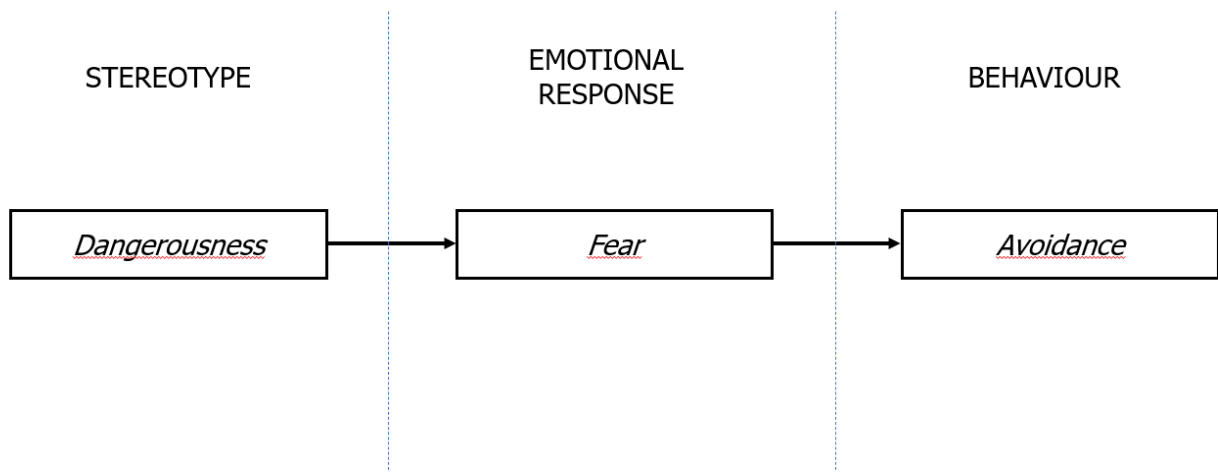 STEREOTYPE
EMOTIONAL
RESPONSE
BEHAVIOUR
Dangerousness
Fear
Avoidance